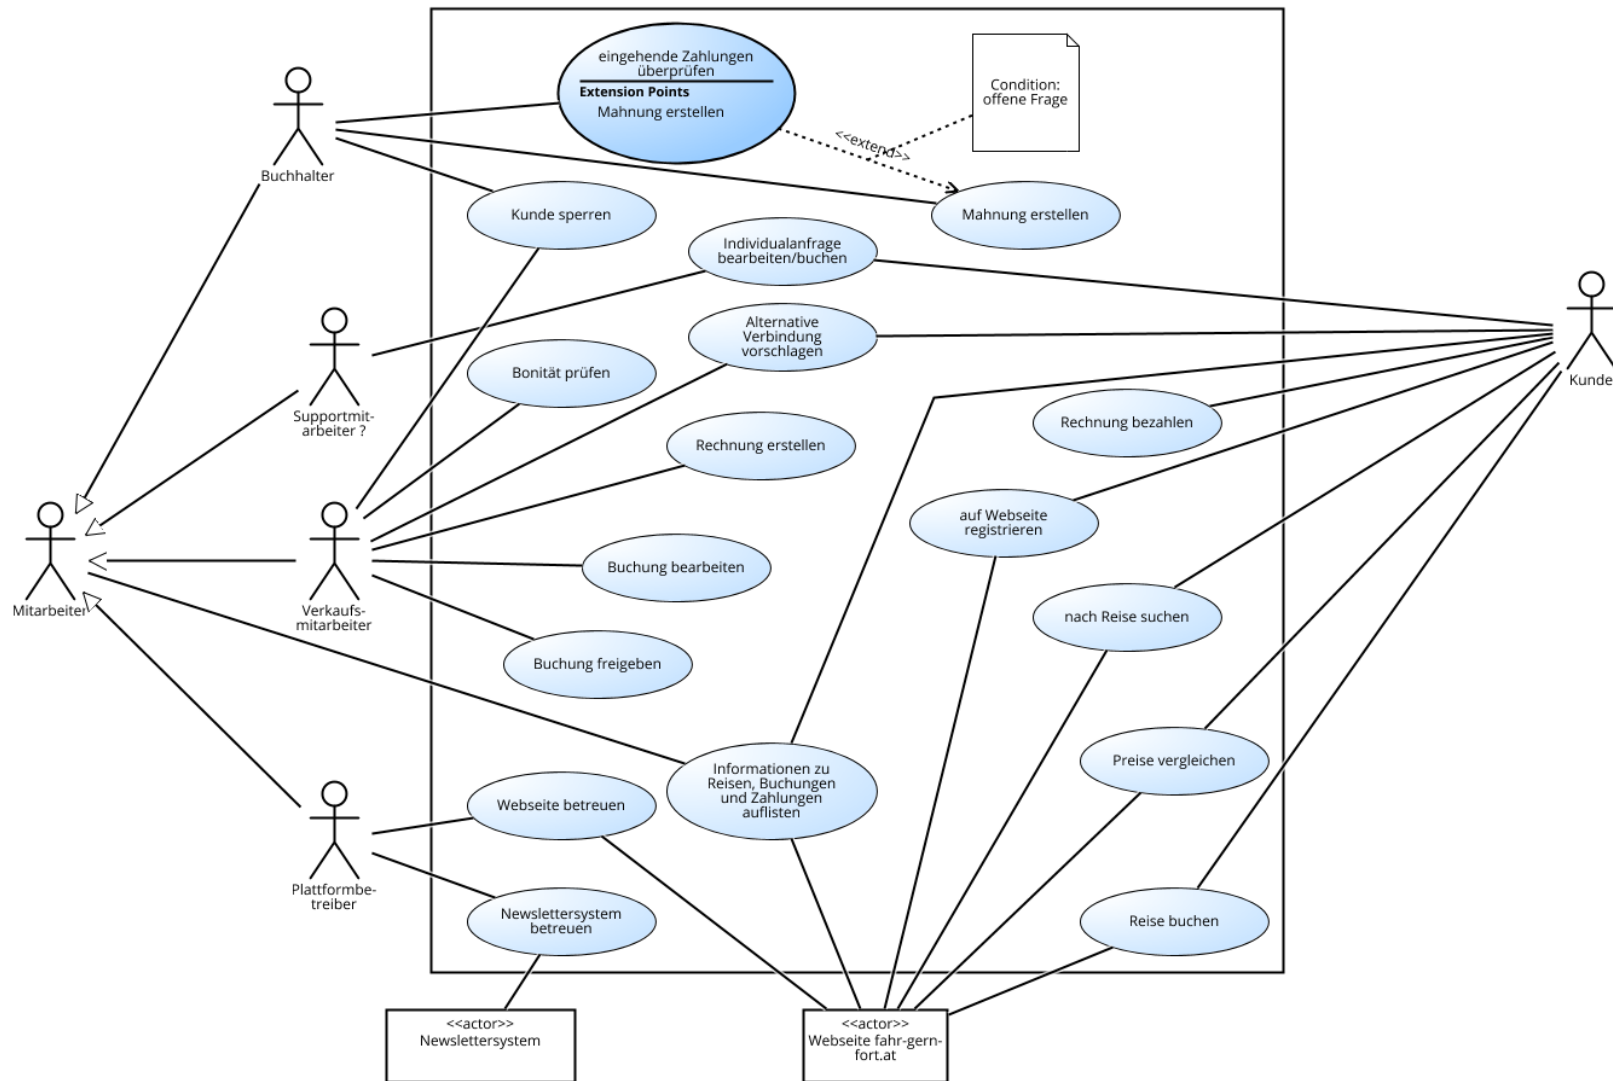 eingehende Zahlungen
überprüfen
Extension Points
Mahnung erstellen
Condition:
offene Frage
<<extend>>
Buchhalter
Kunde sperren
Mahnung erstellen
Individualanfrage
bearbeiten/buchen
Alternative
Verbindung
vorschlagen
Bonität prüfen
Kunde
Supportmit-
arbeiter ?
Rechnung bezahlen
Rechnung erstellen
auf Webseite
registrieren
Buchung bearbeiten
Mitarbeiter
Verkaufs-
mitarbeiter
nach Reise suchen
Buchung freigeben
Informationen zu
Reisen, Buchungen
und Zahlungen
auflisten
Preise vergleichen
Webseite betreuen
Plattformbe-
treiber
Newslettersystem
betreuen
Reise buchen
<<actor>>
Newslettersystem
<<actor>>
Webseite fahr-gern-
fort.at